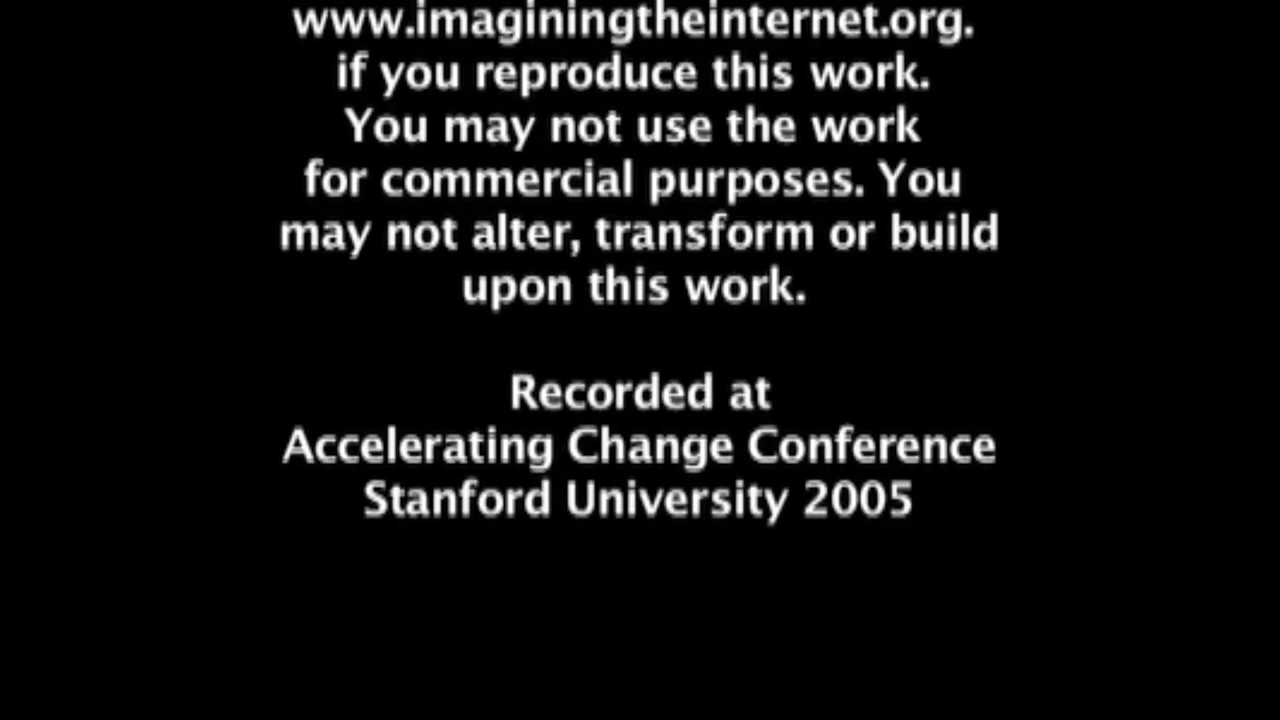 www.imaginingtheinternet.org.
if you reproduce this work.
You may not use the work
for commercial purposes. You
may not alter, transform or build
upon this work.
Recorded at
Accelerating Change Conference
Stanford University 2005